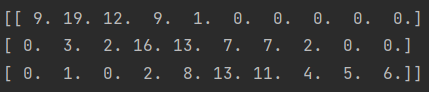 [[ 9. 19. 12.  9.  1.  0.  0.  0.  0.  0.]
[ 0.  3.  2. 16. 13.  7.  7.  2.  0.  0.]
[ 0.  1.  0.  2.  8. 13. 11.  4.  5.  6.]]